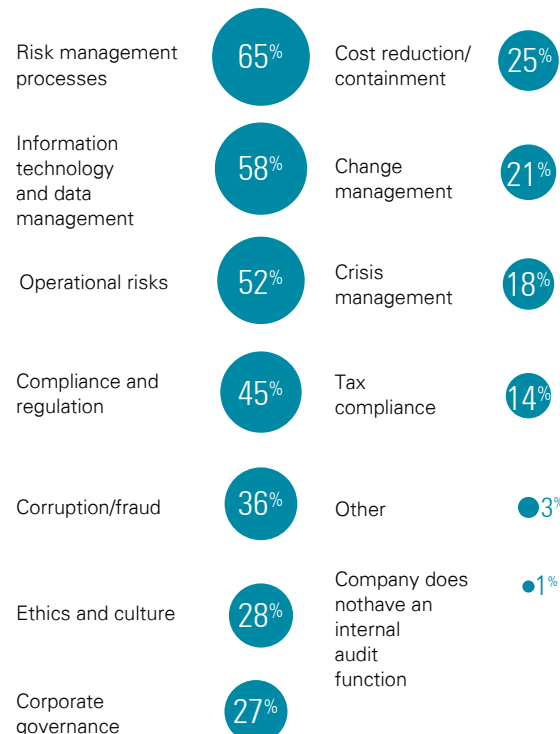 Risk management
processes
65%
Information
technology
and data
management
58%
Operational risks
52%
Compliance and
regulation
45%
Corruption/fraud
36%
Ethics and culture
28%
Corporate
governance
27%
Cost reduction/
containment
25%
Change
management
21%
Crisis
management
18%
Tax
compliance
14%
Other
3%
Company does
nothave an
internal
audit
function
1%